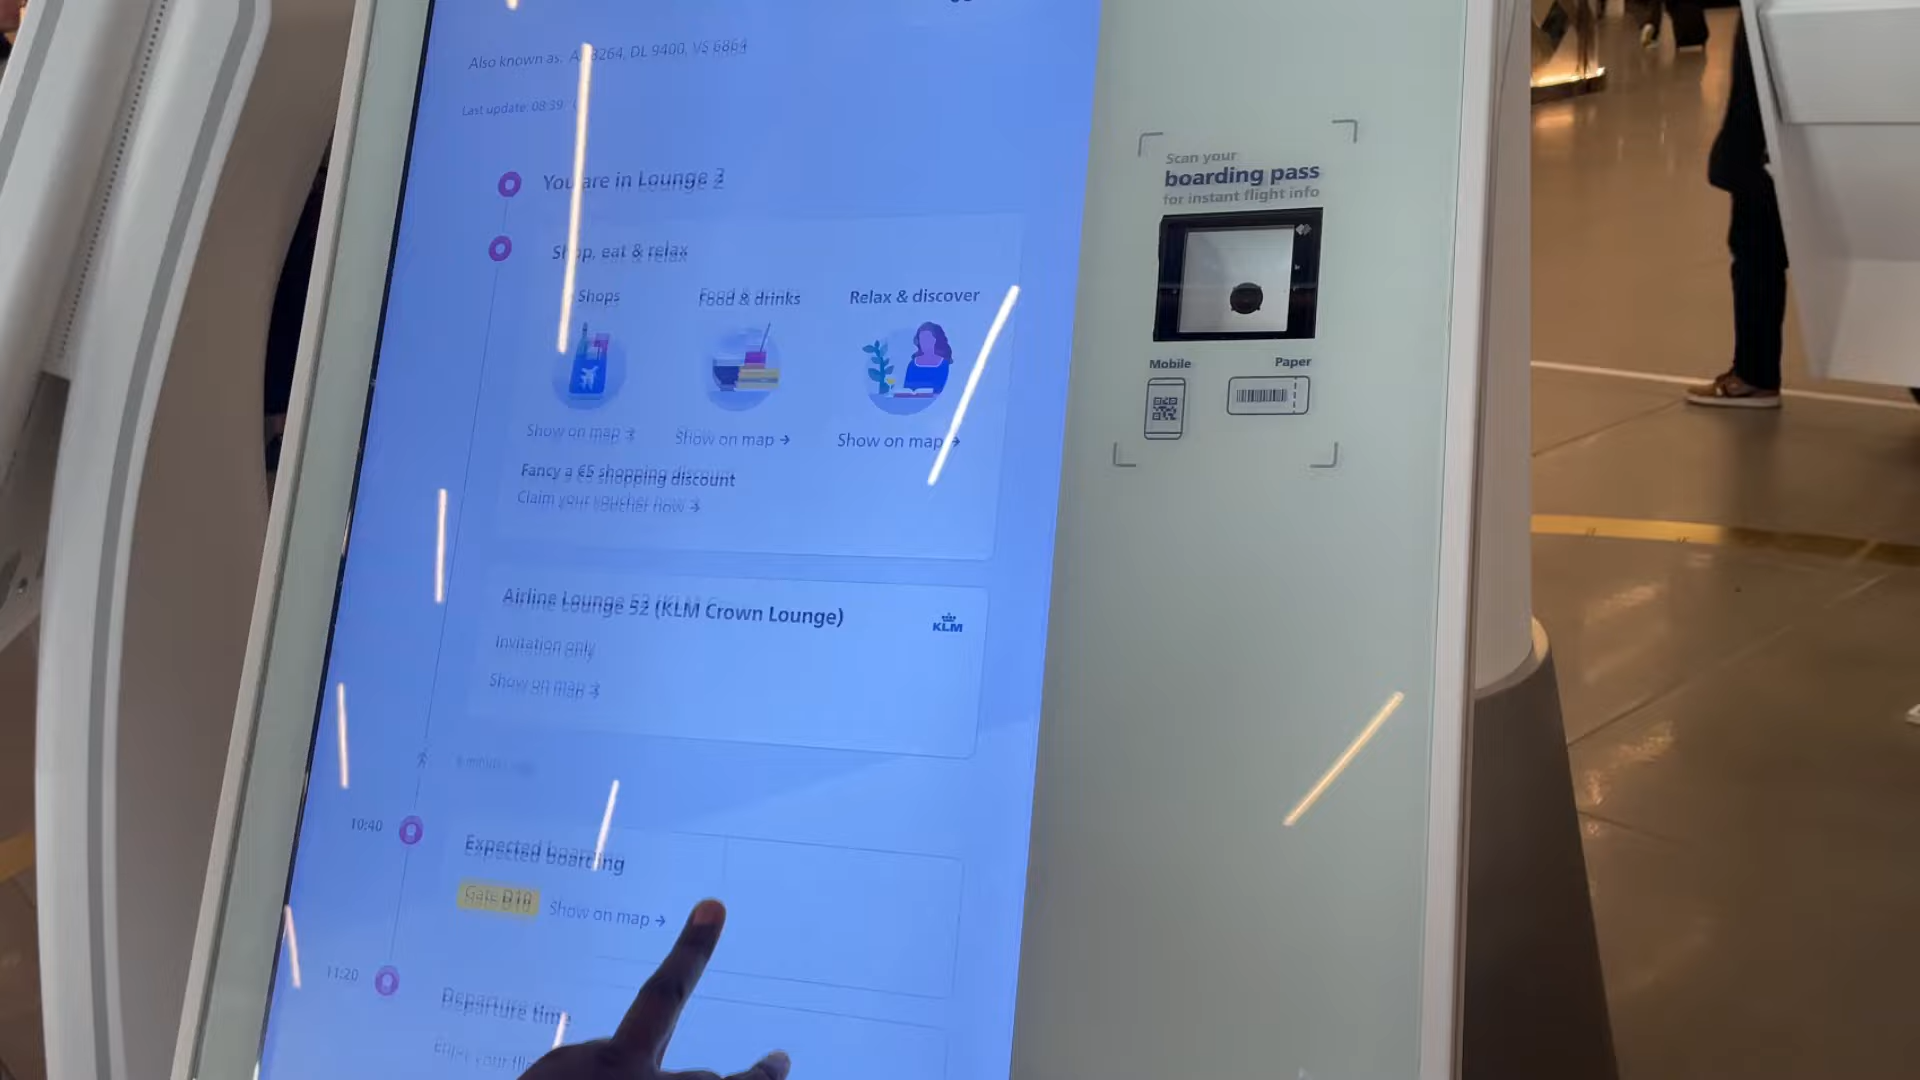 Also known as: A 3264, DL 9400, VS 6864
Last update: 08:39
You are in Lounge 2
Shop, eat & relax
Shops
Food & drinks
Relax & discover
Show on map →
Show on map →
Show on map →
Fancy a €5 shopping discount
Claim your voucher now →
Airline Lounge 52 (KLM Crown Lounge)
KLM
Invitation only
Show on map →
10:40
Expected boarding
Gate
Show on map →
11:20
Departure time
Enjoy your
Scan your
boarding pass
for instant flight info
Mobile
Paper